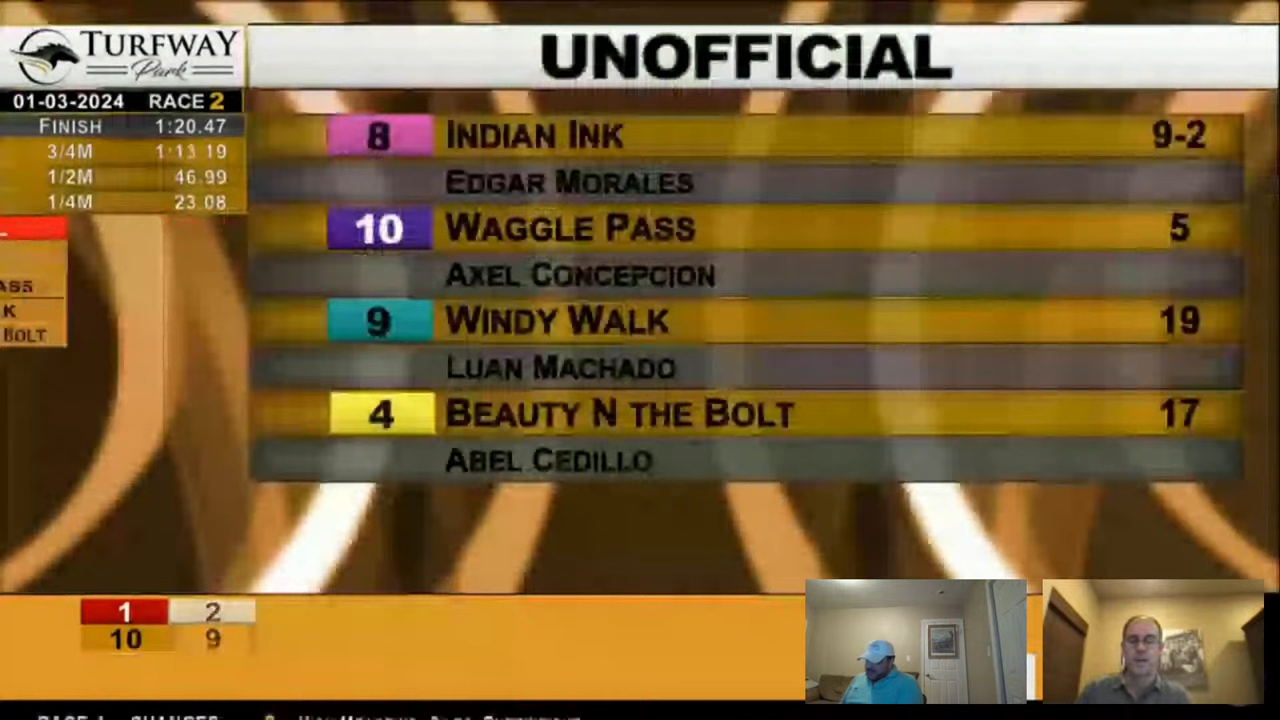 TURFWAY
Park
01-03-2024 RACE 2
FINISH 1:20.47
3/4M 1:13.19
1/2M 46.99
1/4M 23.08
UNOFFICIAL
8 INDIAN INK 9-2
EDGAR MORALES
10 WAGGLE PASS 5
AXEL CONCEPCION
9 WINDY WALK 19
LUAN MACHADO
4 BEAUTY N THE BOLT 17
ABEL CEDILLO
ASS
K
BOLT
1 2
10 9